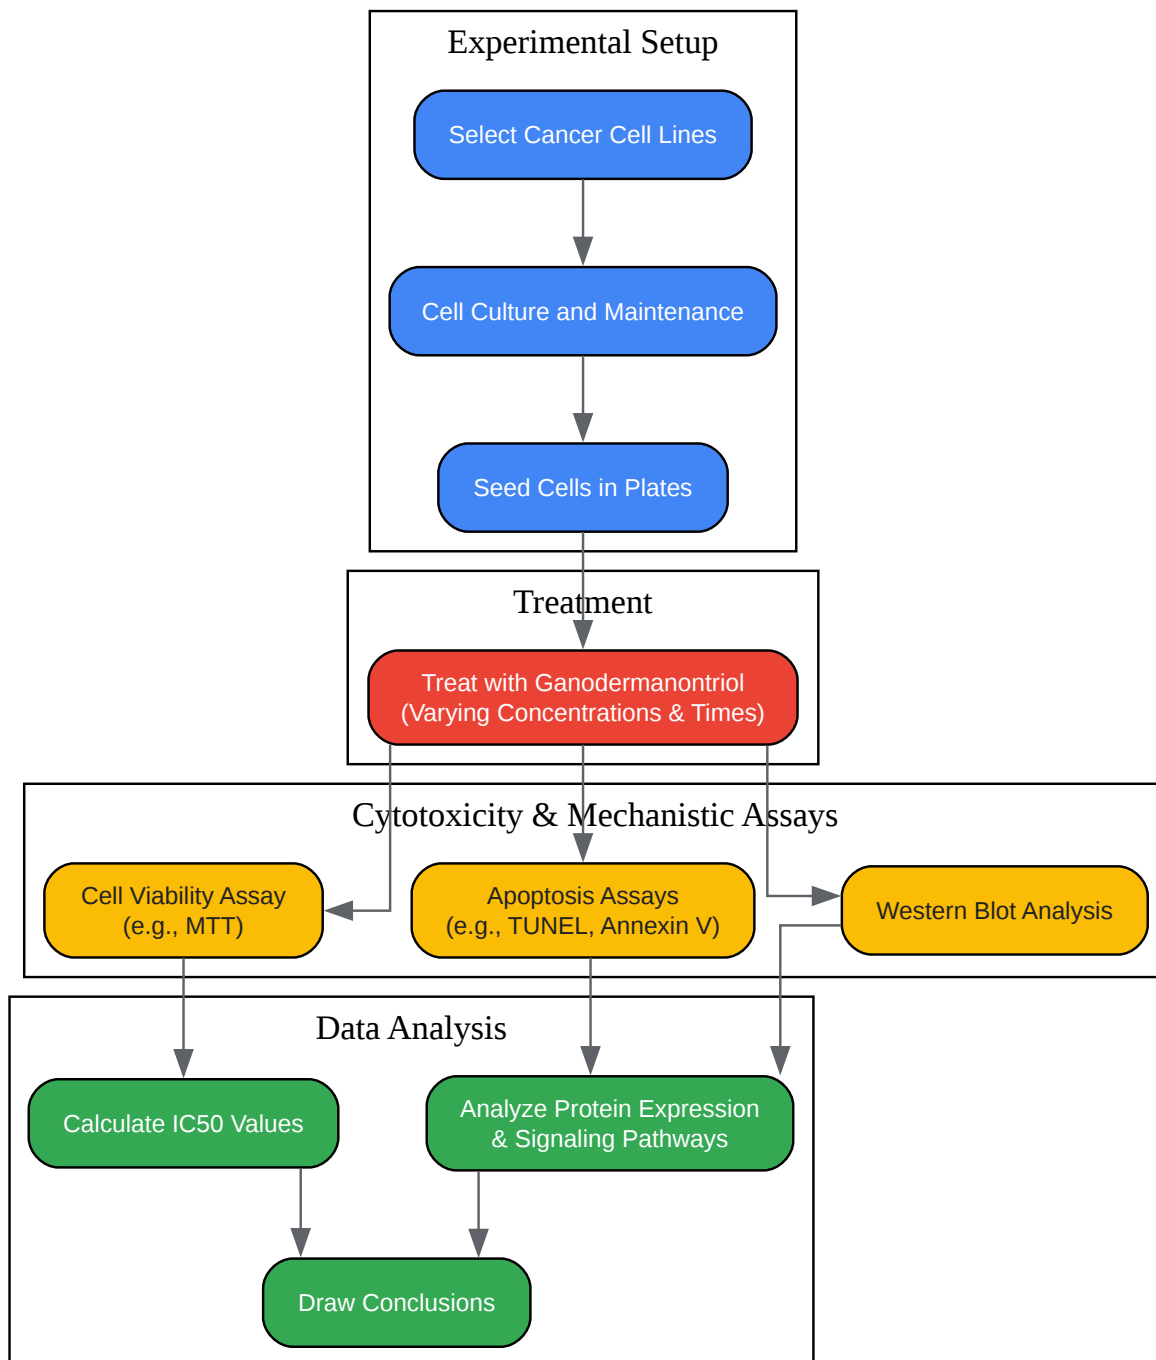 Experimental Setup
Select Cancer Cell Lines
Cell Culture and Maintenance
Seed Cells in Plates
Treatment
Treat with Ganodermanontriol
(Varying Concentrations & Times)
Cytotoxicity & Mechanistic Assays
Cell Viability Assay
(e.g., MTT)
Apoptosis Assays
(e.g., TUNEL, Annexin V)
Western Blot Analysis
Data Analysis
Calculate IC50 Values
Analyze Protein Expression
& Signaling Pathways
Draw Conclusions